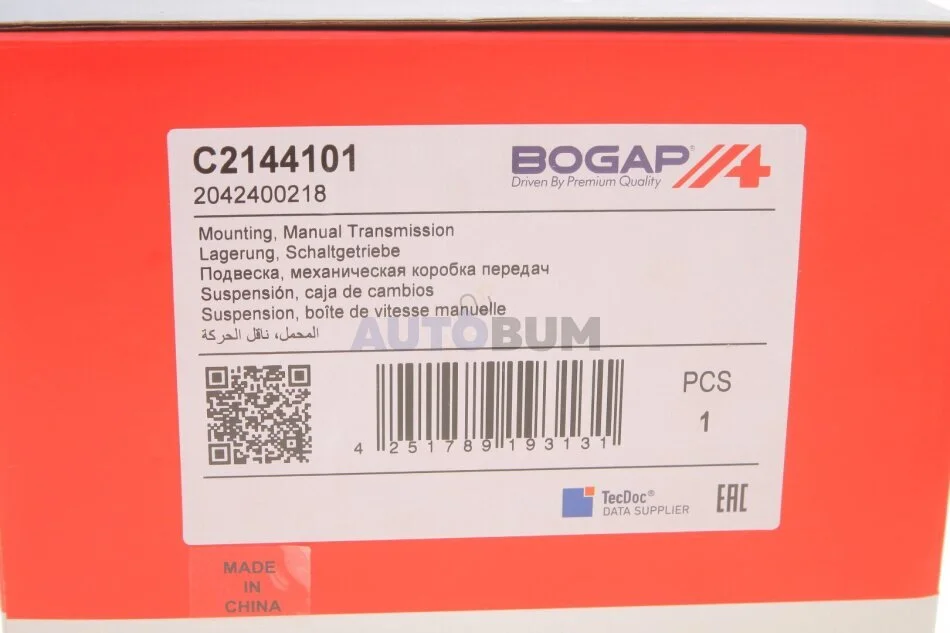 C2144101
2042400218
BOGAP®
Driven By Premium Quality
Mounting, Manual Transmission
Lagerung, Schaltgetriebe
Подвеска, механическая коробка передач
Suspensión, caja de cambios
Suspension, boîte de vitesse manuelle
المحمل، ناقل الحركة
AUTOBUM
4 251789 193131
PCS
1
TecDoc®
DATA SUPPLIER
EAC
MADE
IN
CHINA